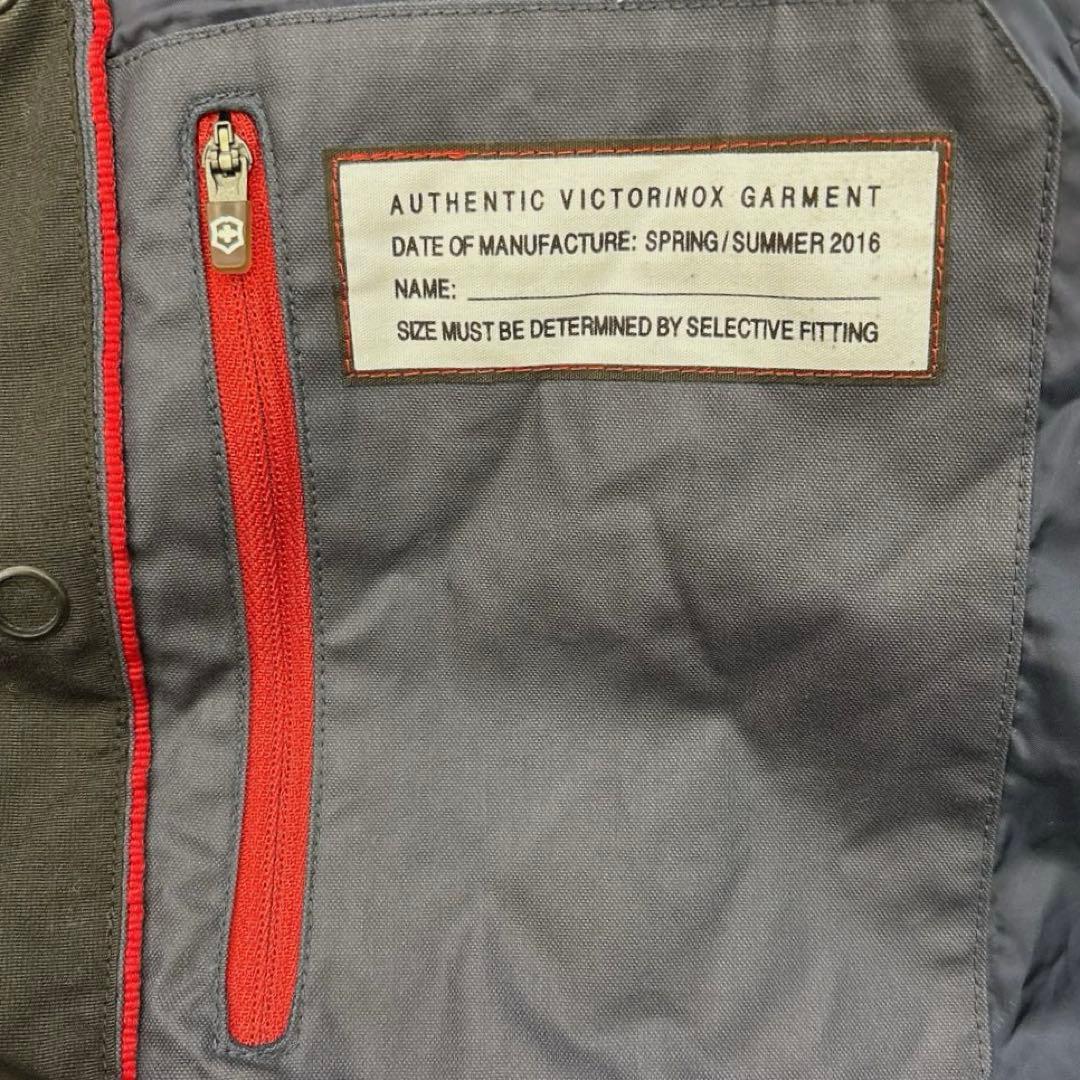 AUTHENTIC VICTORINOX GARMENT
DATE OF MANUFACTURE: SPRING/SUMMER 2016
NAME:
SIZE MUST BE DETERMINED BY SELECTIVE FITTING